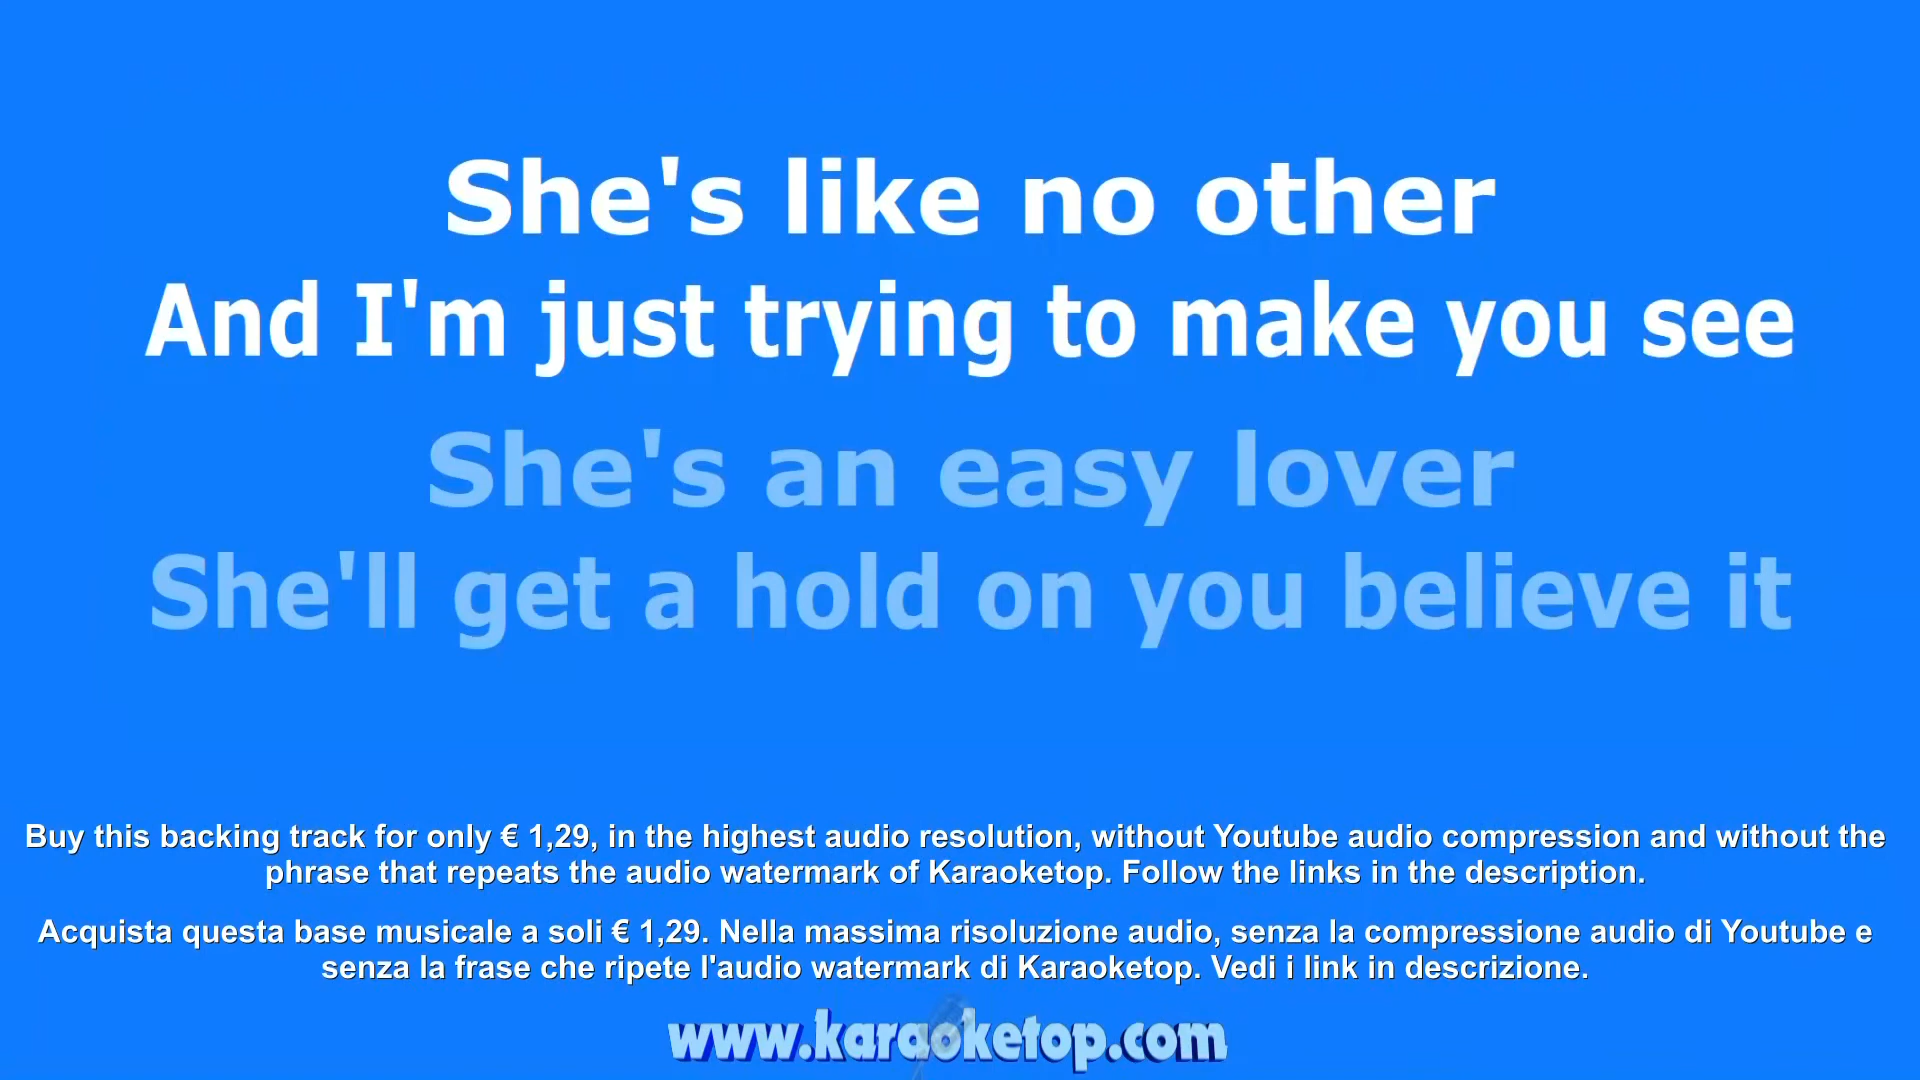 She's like no other
And I'm just trying to make you see
She's an easy lover
She'll get a hold on you believe it
Buy this backing track for only € 1,29, in the highest audio resolution, without Youtube audio compression and without the
phrase that repeats the audio watermark of Karaoketop. Follow the links in the description.
Acquista questa base musicale a soli € 1,29. Nella massima risoluzione audio, senza la compressione audio di Youtube e
senza la frase che ripete l'audio watermark di Karaoketop. Vedi i link in descrizione.
www.karaoketop.com